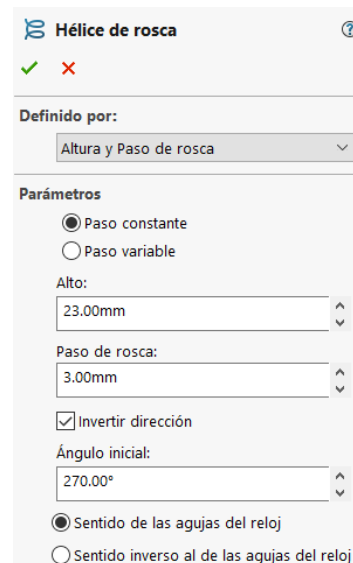 Hélice de rosca
Definido por:
Altura y Paso de rosca
Parámetros
Paso constante
Paso variable
Alto:
23.00mm
Paso de rosca:
3.00mm
Invertir dirección
Ángulo inicial:
270.00°
Sentido de las agujas del reloj
Sentido inverso al de las agujas del reloj